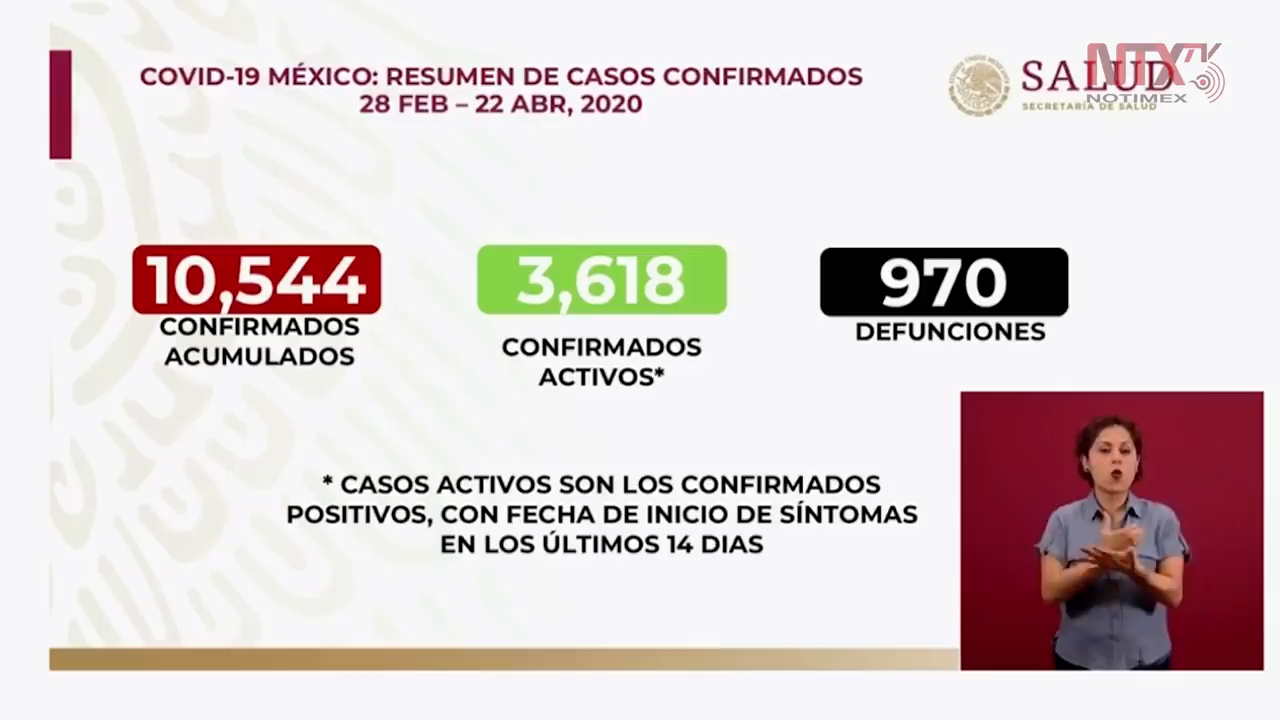 COVID-19 MÉXICO: RESUMEN DE CASOS CONFIRMADOS
28 FEB – 22 ABR, 2020
SALUD
SECRETARÍA DE SALUD
NTX
NOTIMEX
10,544
CONFIRMADOS
ACUMULADOS
3,618
CONFIRMADOS
ACTIVOS*
970
DEFUNCIONES
* CASOS ACTIVOS SON LOS CONFIRMADOS
POSITIVOS, CON FECHA DE INICIO DE SÍNTOMAS
EN LOS ÚLTIMOS 14 DIAS